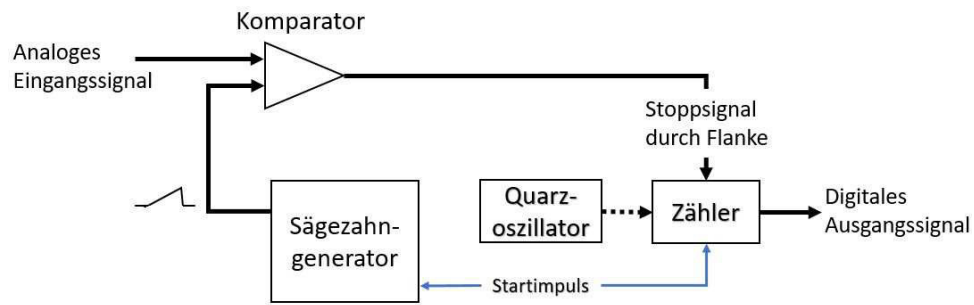 Komparator
Analoges
Eingangssignal
Stoppsignal
durch Flanke
Sägezahn-
generator
Quarz-
oszillator
Zähler
Digitales
Ausgangssignal
Startimpuls